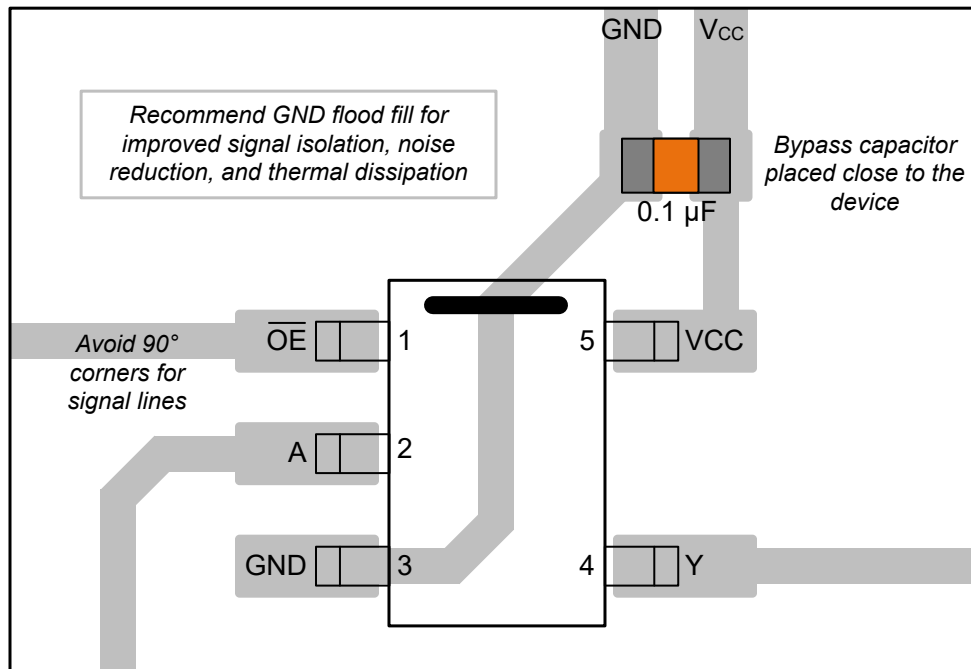 GND
VCC
Recommend GND flood fill for
improved signal isolation, noise
reduction, and thermal dissipation
Bypass capacitor
placed close to the
device
0.1 µF
O̅E̅
1
5
VCC
Avoid 90°
corners for
signal lines
A
2
GND
3
4
Y